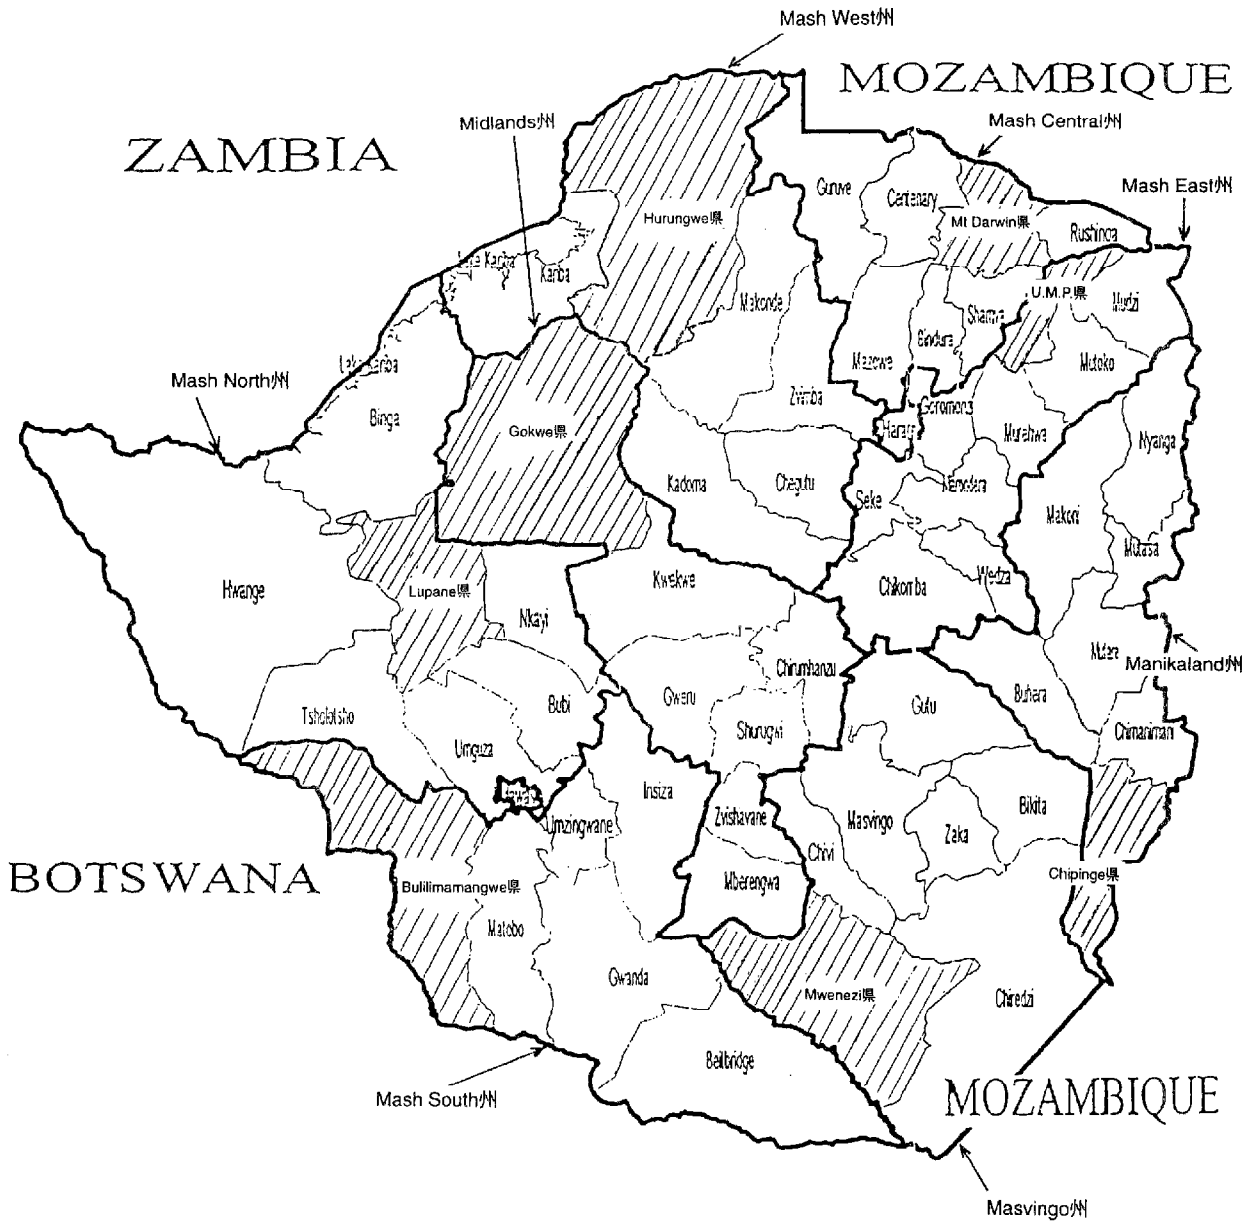 Mash West州
MOZAMBIQUE
Midlands州
Mash Central州
ZAMBIA
Mash East州
Guruve
Centenary
Hurungwe県
Mt Darwin県
Rushinga
Lake Kariba
Kariba
U.M.P.県
Mudzi
Makonde
Shamva
Bindura
Mutoko
Mazowe
Lake Kariba
Mash North州
Zvimba
Goromonzi
Binga
Gokwe県
Harare
Murehwa
Nyanga
Kadoma
Chegutu
Seke
Makoni
Mutasa
Hwange
Lupane県
Kwekwe
Chikomba
Wedza
Nkayi
Chirumhanzu
Mutare
Manikaland州
Gweru
Buhera
Tsholotsho
Bubi
Gutu
Shurugwi
Chimanimani
Umguza
Insiza
Bikita
Zvishavane
Masvingo
Umzingwane
Zaka
Chivi
BOTSWANA
Bulilimamangwe県
Mberengwa
Chipinge県
Matobo
Gwanda
Mwenezi県
Chiredzi
Beitbridge
Mash South州
MOZAMBIQUE
Masvingo州